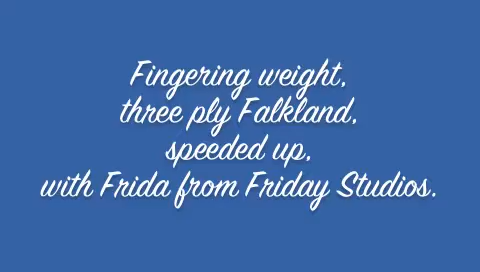 Fingering weight,
three ply Falkland,
speeded up,
with Frida from Friday Studios.